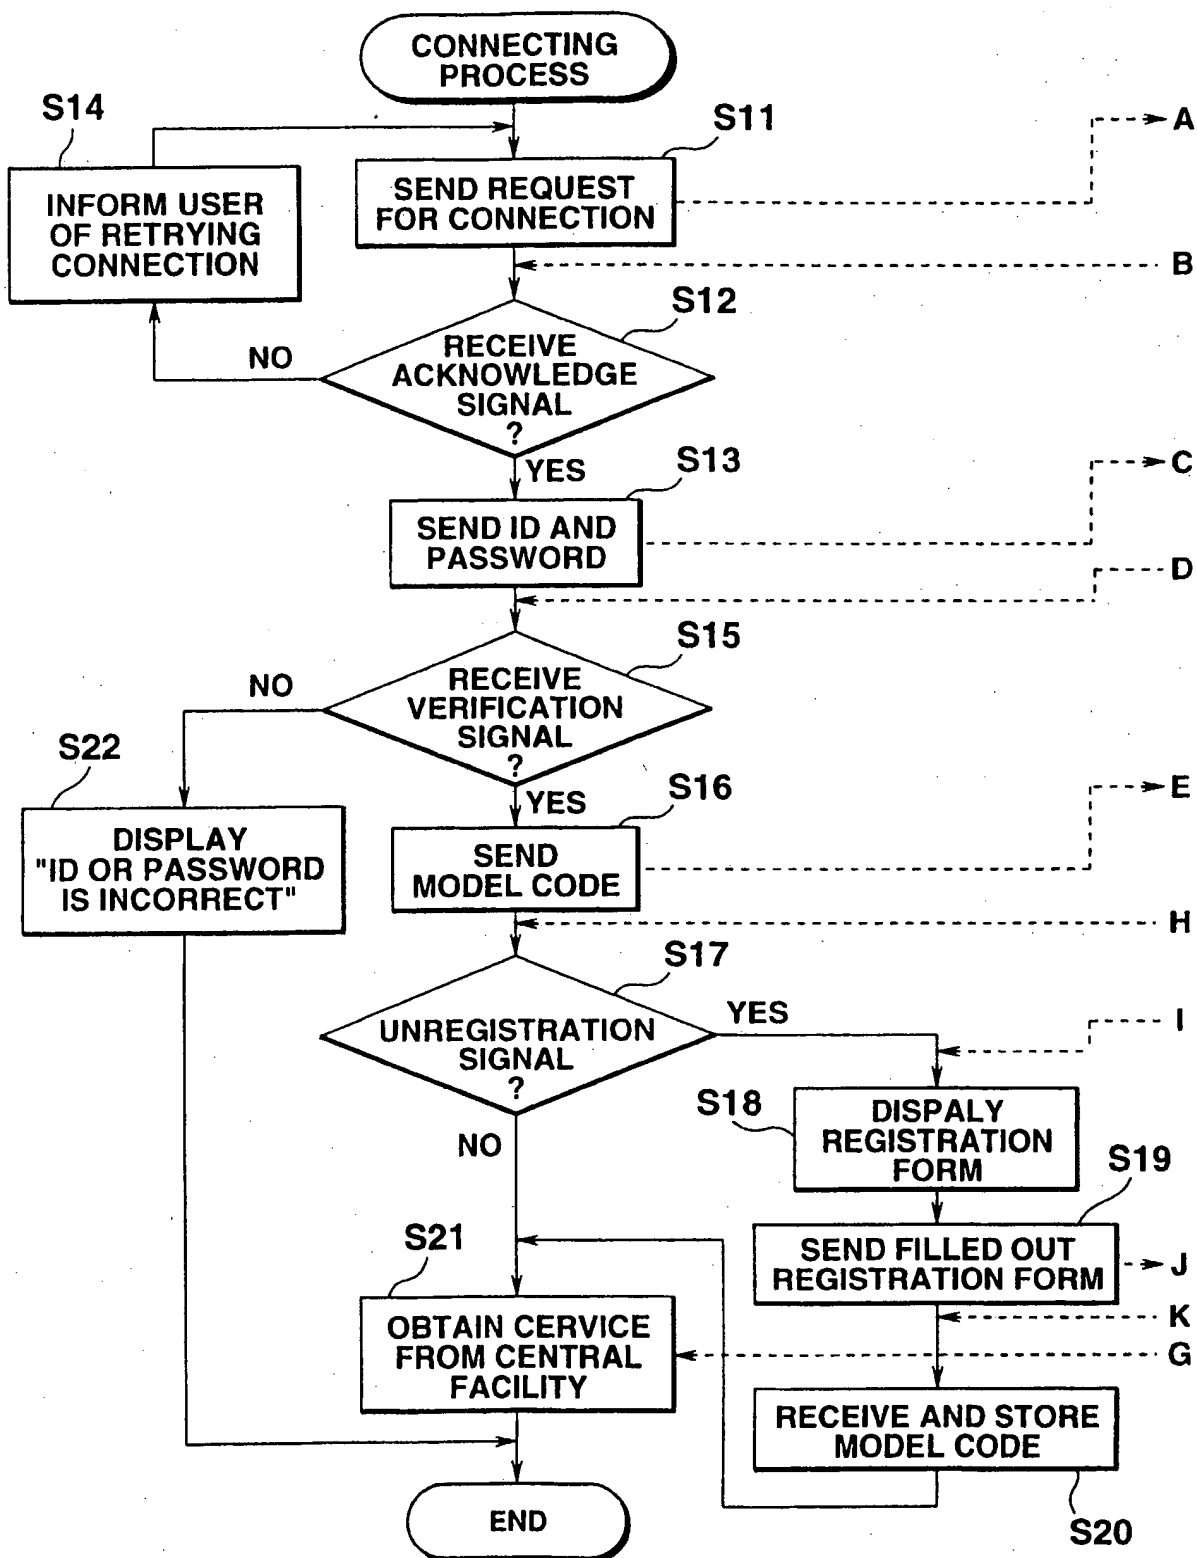 CONNECTING
PROCESS
S14
S11
A
INFORM USER
OF RETRYING
CONNECTION
SEND REQUEST
FOR CONNECTION
B
S12
NO
RECEIVE
ACKNOWLEDGE
SIGNAL
?
YES
S13
C
SEND ID AND
PASSWORD
D
S15
NO
RECEIVE
VERIFICATION
SIGNAL
?
S22
YES
S16
E
DISPLAY
"ID OR PASSWORD
IS INCORRECT"
SEND
MODEL CODE
H
S17
YES
UNREGISTRATION
SIGNAL
?
I
NO
S18
DISPALY
REGISTRATION
FORM
S19
S21
SEND FILLED OUT
REGISTRATION FORM
J
K
OBTAIN CERVICE
FROM CENTRAL
FACILITY
G
RECEIVE AND STORE
MODEL CODE
END
S20